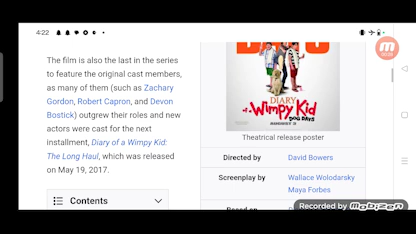 4:22
The film is also the last in the series
to feature the original cast members,
as many of them (such as Zachary
Gordon, Robert Capron, and Devon
Bostick) outgrew their roles and new
actors were cast for the next
installment, Diary of a Wimpy Kid:
The Long Haul, which was released
on May 19, 2017.
Contents
DAYS
DIARY
of a
Wimpy Kid
DOG DAYS
AUGUST 3
Theatrical release poster
Directed by David Bowers
Screenplay by Wallace Wolodarsky
Maya Forbes
Recorded by Mobizen